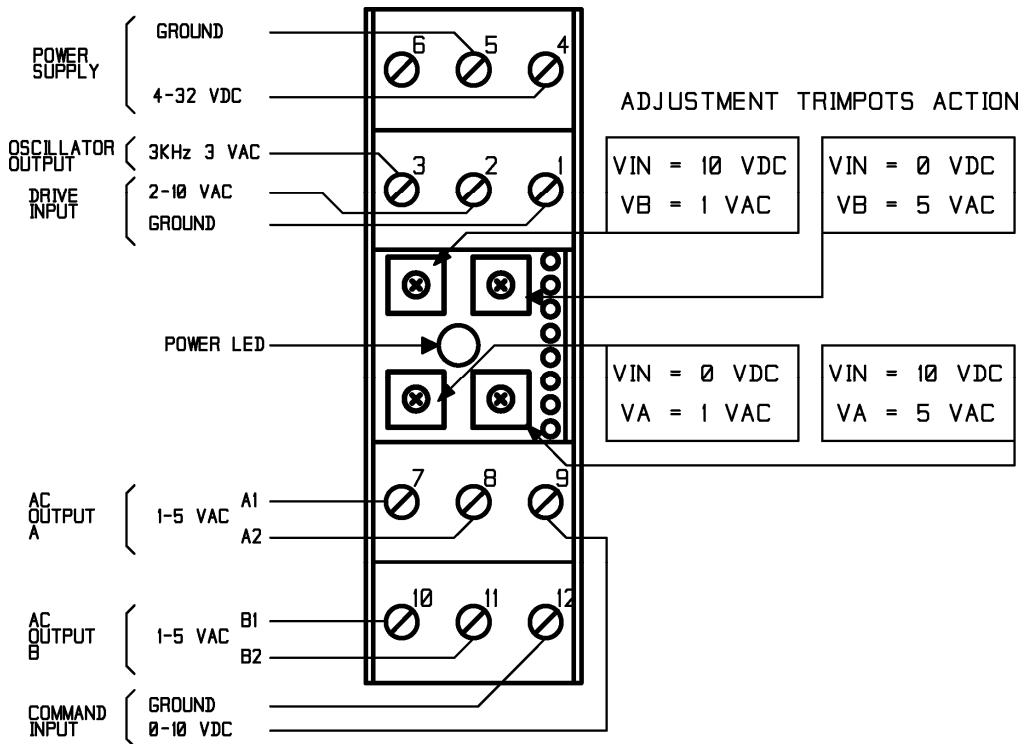 POWER
SUPPLY
GROUND
4-32 VDC
6 5 4
OSCILLATOR
OUTPUT
3KHz 3 VAC
DRIVE
INPUT
2-10 VAC
GROUND
3 2 1
ADJUSTMENT TRIMPOTS ACTION
VIN = 10 VDC
VB = 1 VAC
VIN = 0 VDC
VB = 5 VAC
POWER LED
VIN = 0 VDC
VA = 1 VAC
VIN = 10 VDC
VA = 5 VAC
AC
OUTPUT
A
1-5 VAC
A1
A2
7 8 9
AC
OUTPUT
B
1-5 VAC
B1
B2
10 11 12
COMMAND
INPUT
GROUND
0-10 VDC